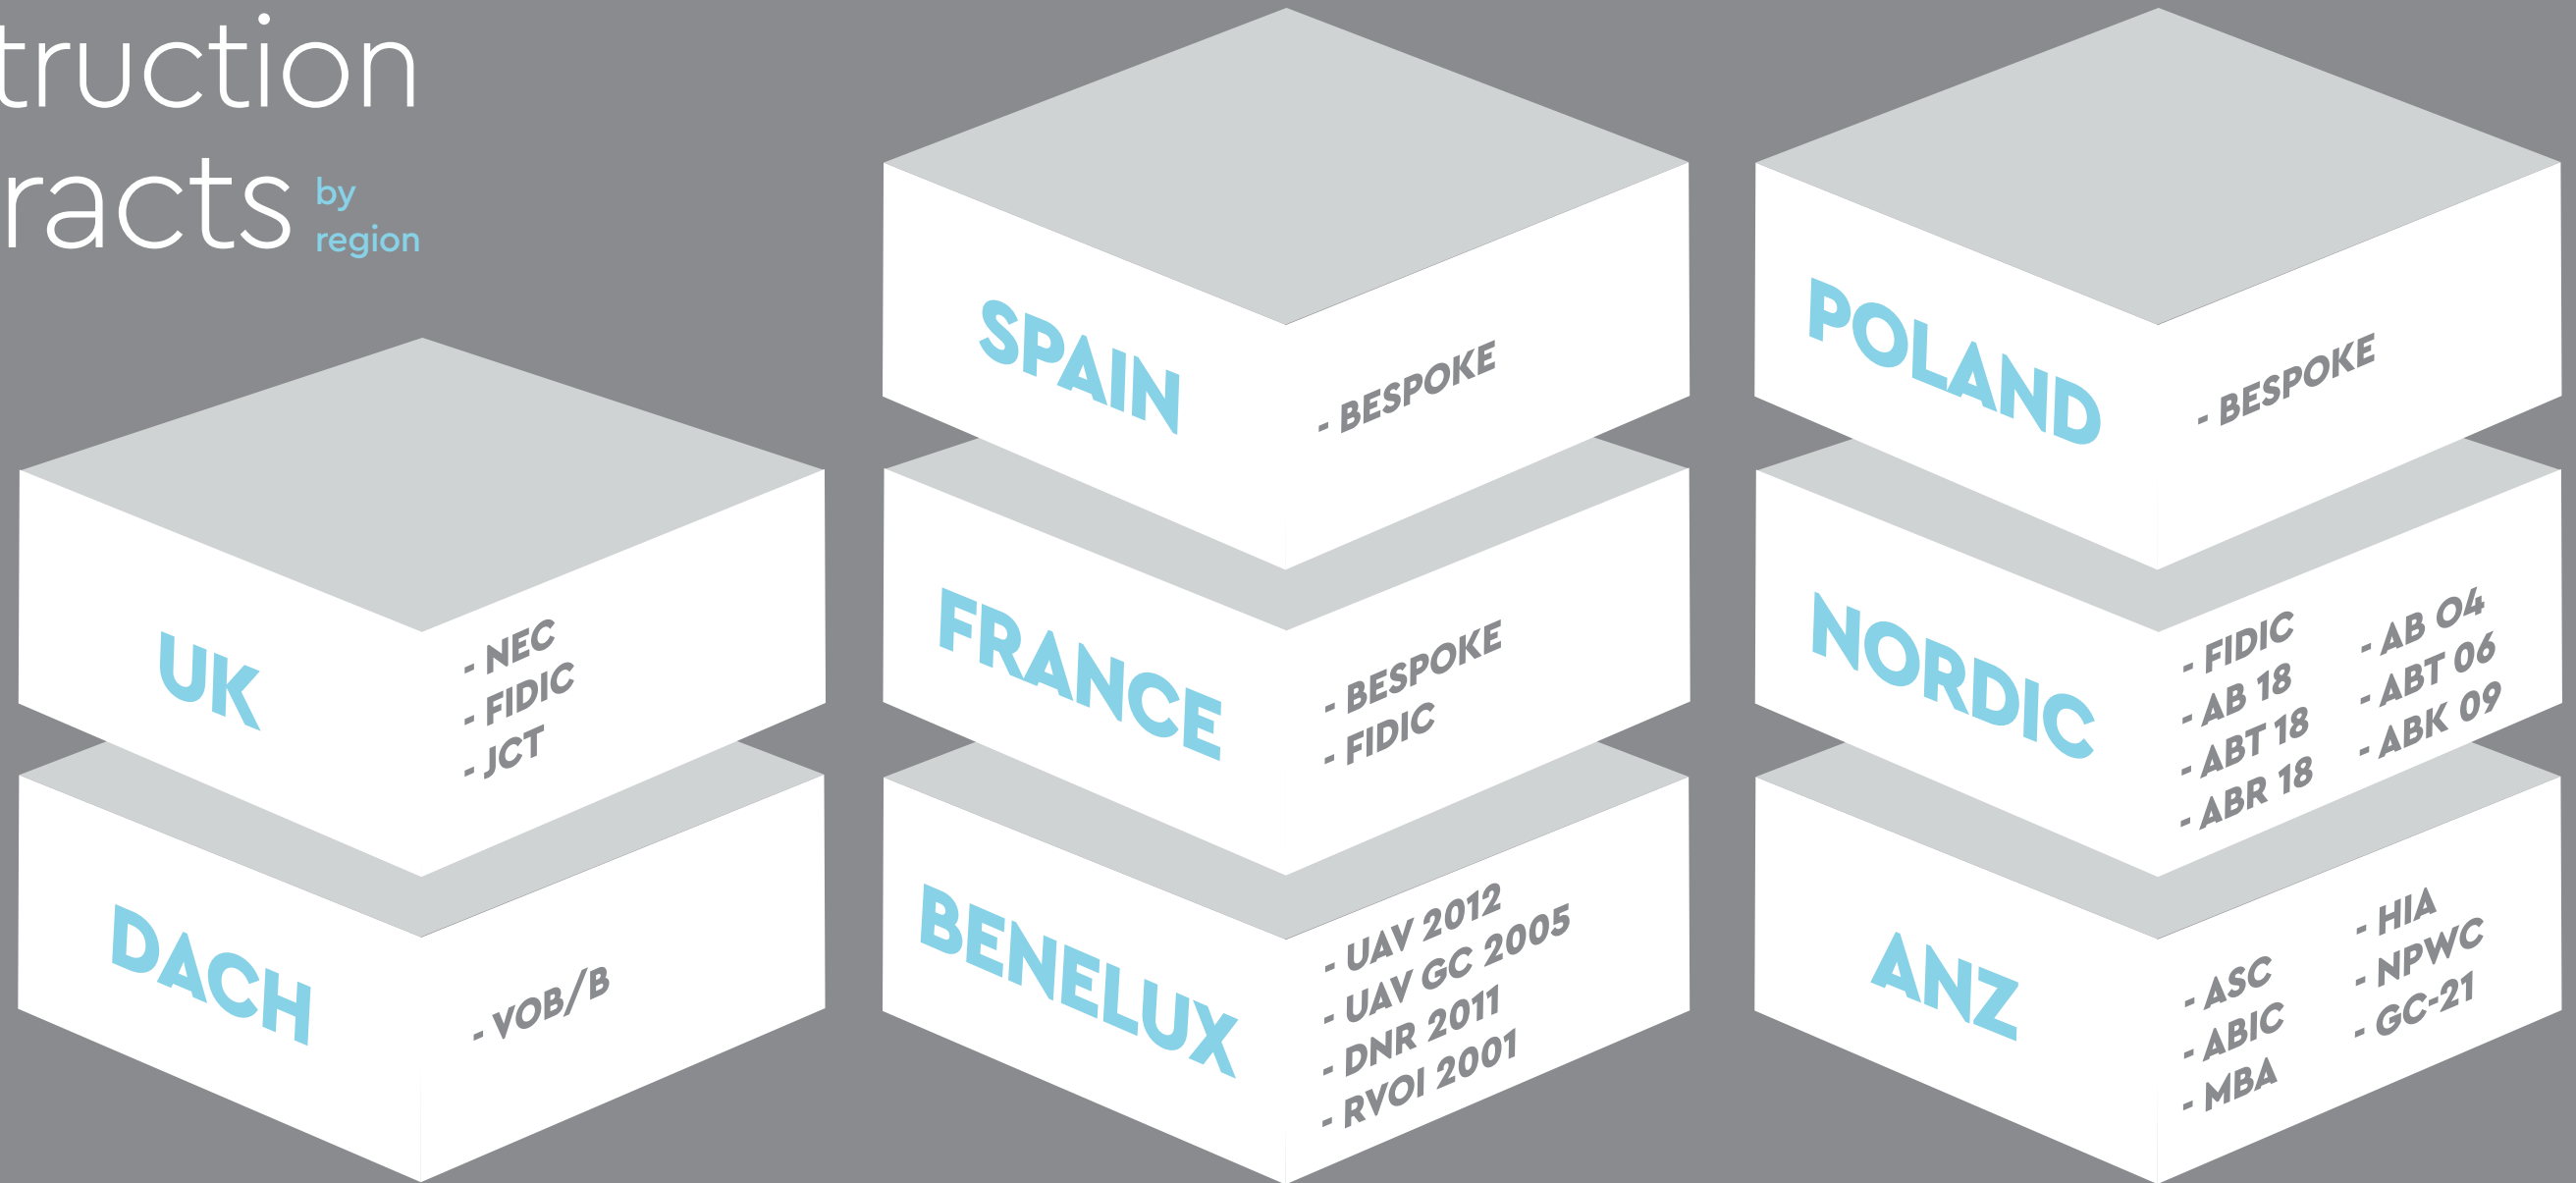 truction
racts by
region
SPAIN
- BESPOKE
POLAND
- BESPOKE
UK
- NEC
- FIDIC
- JCT
FRANCE
- BESPOKE
- FIDIC
NORDIC
- FIDIC
- AB 18
- ABT 18
- ABR 18
- AB 04
- ABT 06
- ABK 09
DACH
- VOB/B
BENELUX
- UAV 2012
- UAV GC 2005
- DNR 2011
- RVOI 2001
ANZ
- ASC
- ABIC
- MBA
- HIA
- NPWC
- GC-21